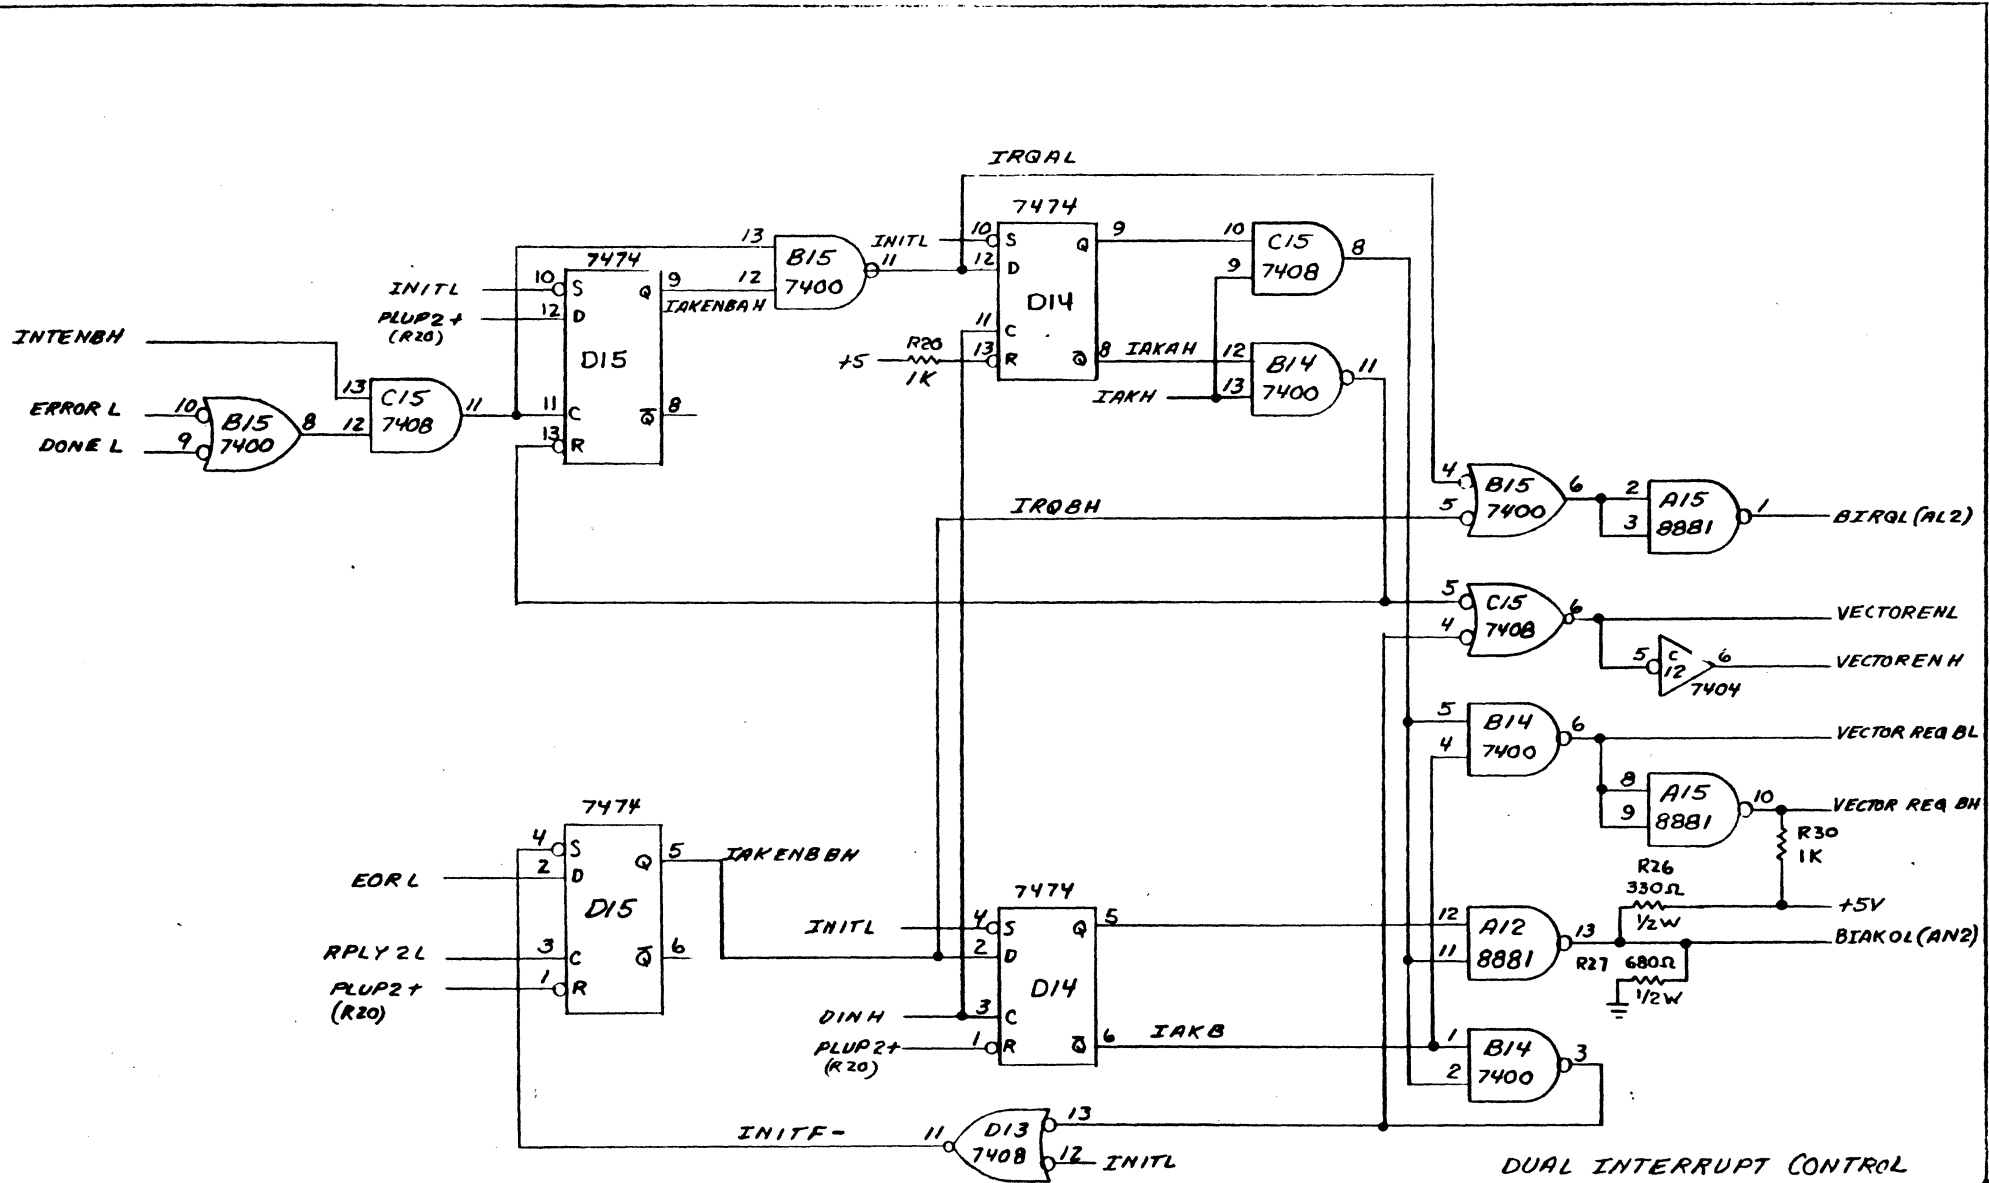 IRQAL
7474
10 S Q 9
INITL
12 D
D14
11 C
13 R Q 8
IAKAH
+5 R20 1K
IAKH
10 C15 8
9 7408
12 B14 11
13 7400
7474
INITL 10 S Q 9
IAKENBAH
PLUP2+ 12 D
(R20)
D15
11 C Q 8
13 R
13 B15 11
12 7400
INTENBH
ERROR L 10 B15 8
DONE L 9 7400
13 C15 11
12 7408
IRQBH
4 B15 6
5 7400
2 A15 1
3 8881
BIRQL(AL2)
5 C15 6
4 7408
VECTORENL
5 C 12 6
7404
VECTOREN H
5 B14 6
4 7400
VECTOR REQ BL
8 A15 10
9 8881
VECTOR REQ BH
R30
1K
R26
330Ω
1/2W
+5V
7474
4 S Q 5
IAKENBBH
EOR L 2 D
D15
RPLY 2L 3 C Q 6
PLUP2+ 1 R
(R20)
7474
INITL 4 S Q 5
2 D
D14
DINH 3 C
PLUP2+ 1 R Q 6
(R20)
IAKB
12 A12 13
11 8881
BIAKOL(AN2)
R27 680Ω
1/2W
1 B14 3
2 7400
INITF- 11 D13 13
7408 12 INITL
DUAL INTERRUPT CONTROL